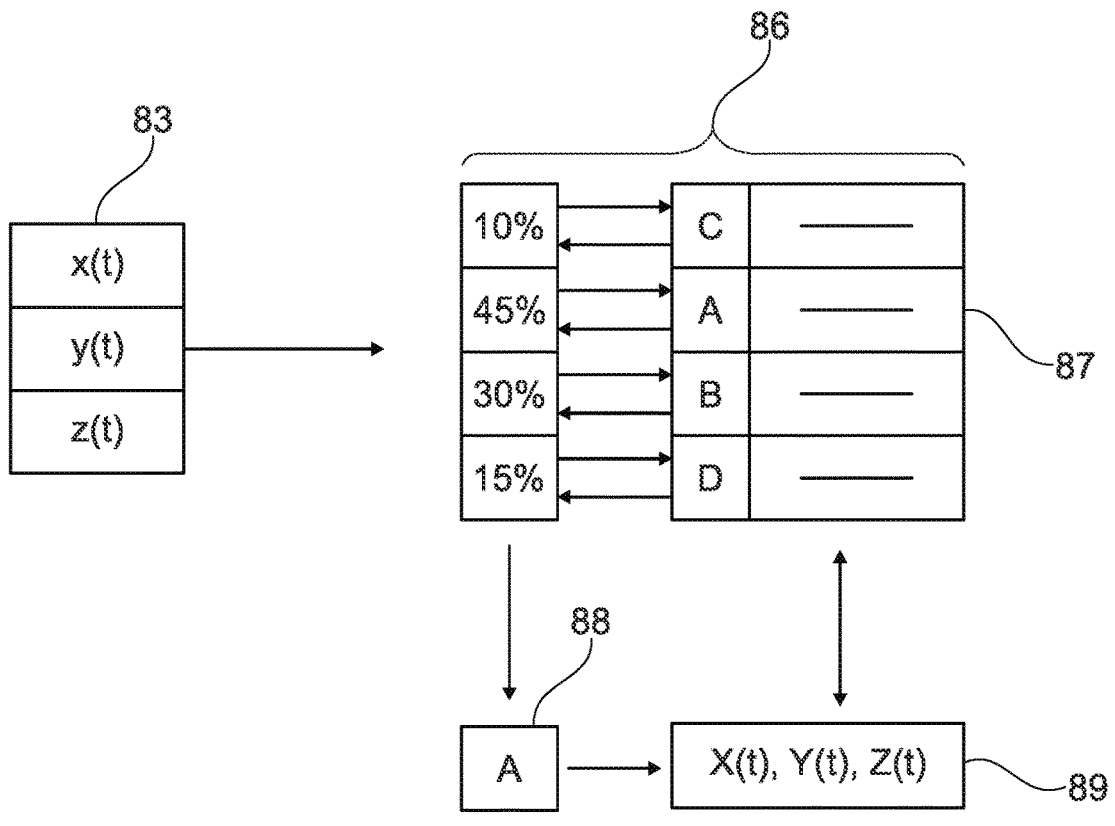 86
83
x(t)
y(t)
z(t)
10% C
45% A
30% B
15% D
87
88
A
X(t), Y(t), Z(t)
89